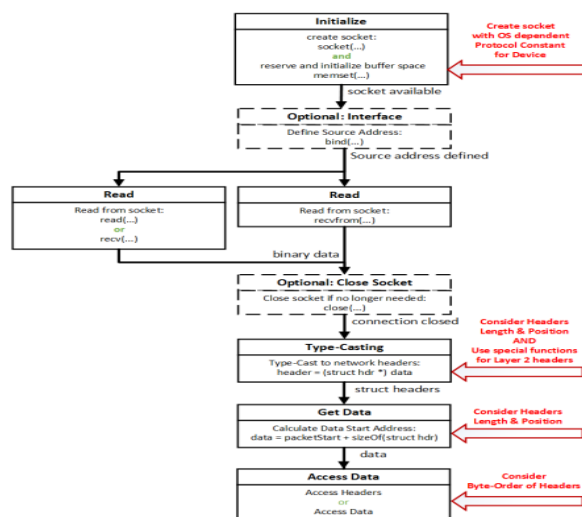 Initialize
create socket:
socket(...)
and
reserve and initialize buffer space
memset(...)
Create socket
with OS dependent
Protocol Constant
for Device
socket available
Optional: Interface
Define Source Address:
bind(...)
Source address defined
Read
Read from socket:
read(...)
or
recv(...)
Read
Read from socket:
recvfrom(...)
binary data
Optional: Close Socket
Close socket if no longer needed:
close(...)
connection closed
Type-Casting
Type-Cast to network headers:
header = (struct hdr *) data
Consider Headers
Length & Position
AND
Use special functions
for Layer 2 headers
struct headers
Get Data
Calculate Data Start Address:
data = packetStart + sizeOf(struct hdr)
Consider Headers
Length & Position
data
Access Data
Access Headers
or
Access Data
Consider
Byte-Order of Headers